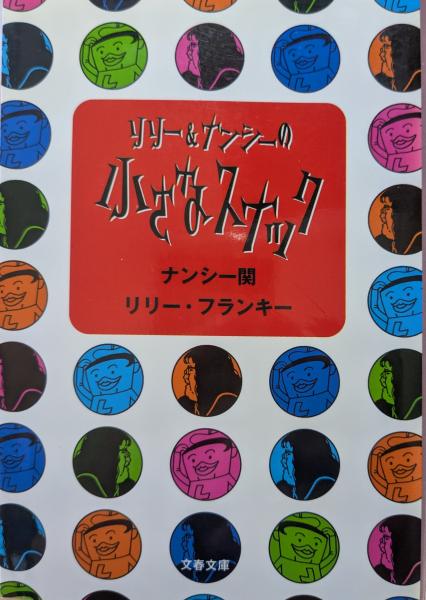 リリー&ナンシーの
小さなスナック
ナンシー関
リリー・フランキー
文春文庫